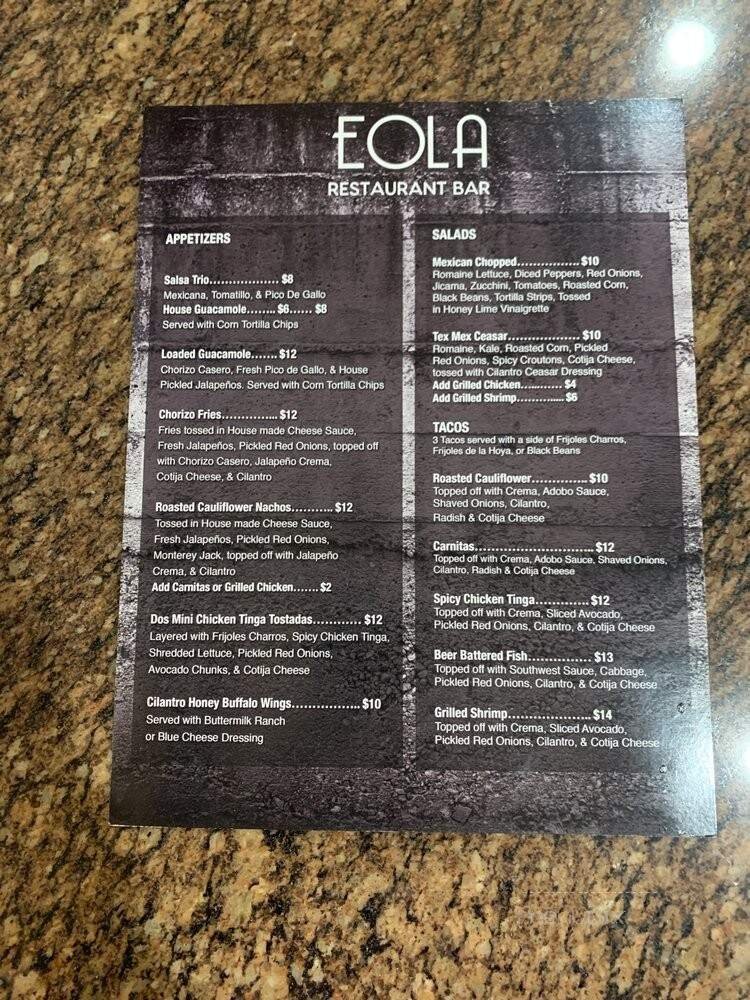 EOLA
RESTAURANT BAR
APPETIZERS
Salsa Trio.................. $8
Mexicana, Tomatillo, & Pico De Gallo
House Guacamole....... $6...... $8
Served with Corn Tortilla Chips
Loaded Guacamole....... $12
Chorizo Casero, Fresh Pico de Gallo, & House
Pickled Jalapeños. Served with Corn Tortilla Chips
Chorizo Fries.............. $12
Fries tossed in House made Cheese Sauce,
Fresh Jalapeños, Pickled Red Onions, topped off
with Chorizo Casero, Jalapeño Crema,
Cotija Cheese, & Cilantro
Roasted Cauliflower Nachos........... $12
Tossed in House made Cheese Sauce,
Fresh Jalapeños, Pickled Red Onions,
Monterey Jack, topped off with Jalapeño
Crema, & Cilantro
Add Carnitas or Grilled Chicken....... $2
Dos Mini Chicken Tinga Tostadas............ $12
Layered with Frijoles Charros, Spicy Chicken Tinga,
Shredded Lettuce, Pickled Red Onions,
Avocado Chunks, & Cotija Cheese
Cilantro Honey Buffalo Wings................. $10
Served with Buttermilk Ranch
or Blue Cheese Dressing
SALADS
Mexican Chopped................ $10
Romaine Lettuce, Diced Peppers, Red Onions,
Jicama, Zucchini, Tomatoes, Roasted Corn,
Black Beans, Tortilla Strips, Tossed
in Honey Lime Vinaigrette
Tex Mex Ceasar.................. $10
Romaine, Kale, Roasted Corn, Pickled
Red Onions, Spicy Croutons, Cotija Cheese,
tossed with Cilantro Ceasar Dressing
Add Grilled Chicken.......... $4
Add Grilled Shrimp............ $6
TACOS
3 Tacos served with a side of Frijoles Charros,
Frijoles de la Hoya, or Black Beans
Roasted Cauliflower.............. $10
Topped off with Crema, Adobo Sauce,
Shaved Onions, Cilantro,
Radish & Cotija Cheese
Carnitas.............................. $12
Topped off with Crema, Adobo Sauce, Shaved Onions,
Cilantro, Radish & Cotija Cheese
Spicy Chicken Tinga............. $12
Topped off with Crema, Sliced Avocado,
Pickled Red Onions, Cilantro, & Cotija Cheese
Beer Battered Fish................ $13
Topped off with Southwest Sauce, Cabbage,
Pickled Red Onions, Cilantro, & Cotija Cheese
Grilled Shrimp..................... $14
Topped off with Crema, Sliced Avocado,
Pickled Red Onions, Cilantro, & Cotija Cheese